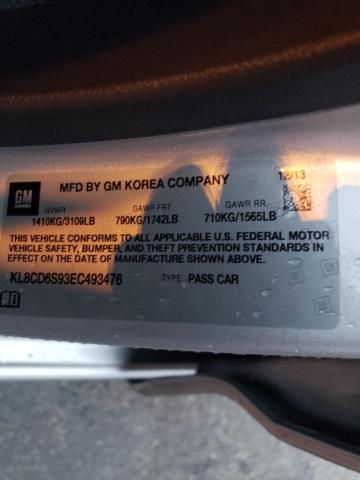 12/13
GM
MFD BY GM KOREA COMPANY
GVWR GAWR FRT. GAWR RR.
1410KG/3109LB 790KG/1742LB 710KG/1565LB
THIS VEHICLE CONFORMS TO ALL APPLICABLE U.S. FEDERAL MOTOR
VEHICLE SAFETY, BUMPER, AND THEFT PREVENTION STANDARDS IN
EFFECT ON THE DATE OF MANUFACTURE SHOWN ABOVE.
KL8CD6S93EC493476 TYPE: PASS CAR